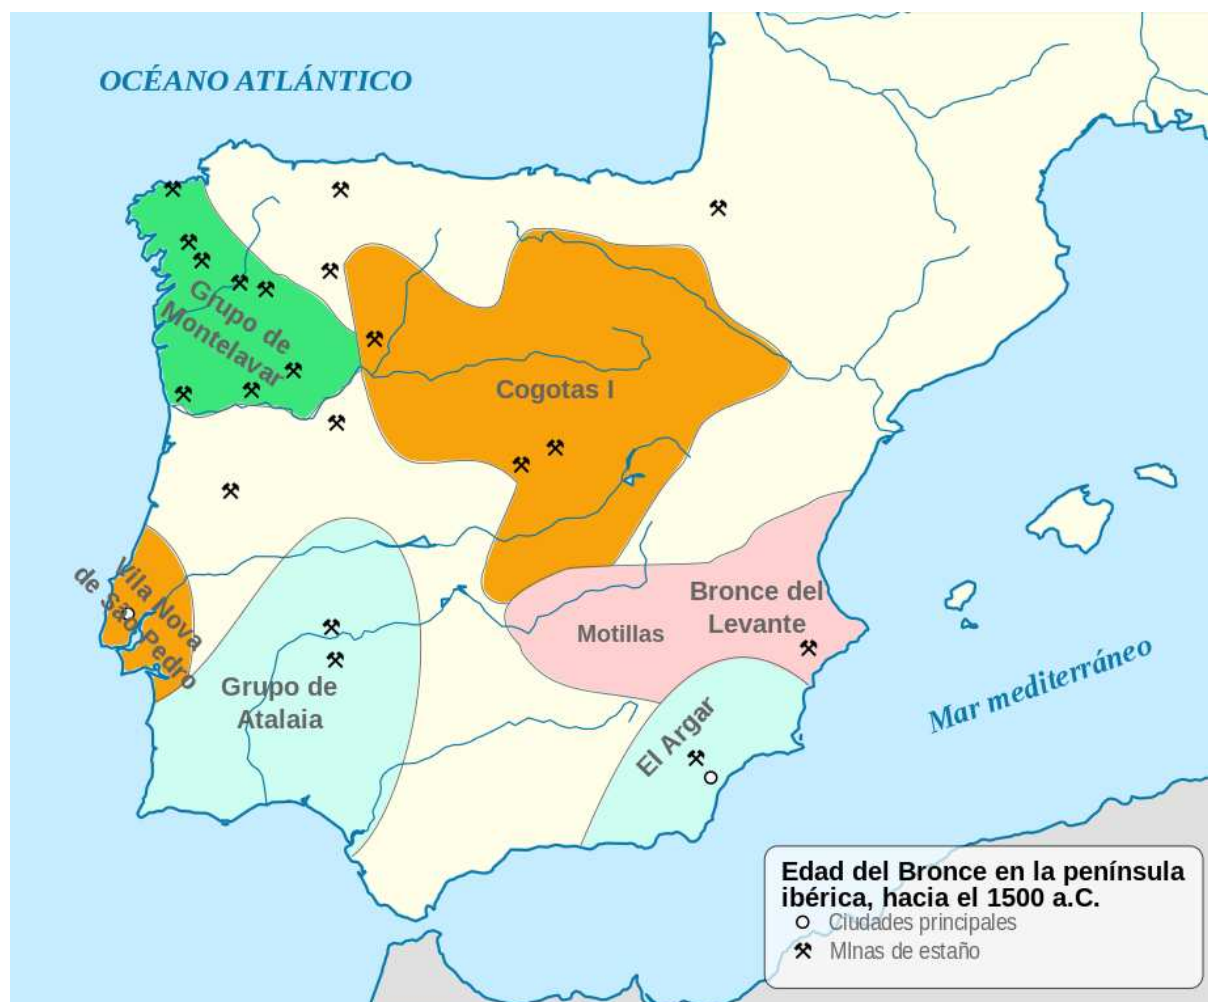 OCÉANO ATLÁNTICO
Grupo de
Montelavar
Cogotas I
Vila Nova
de São Pedro
Bronce del
Levante
Motillas
Grupo de
Atalaia
El Argar
Mar mediterráneo
Edad del Bronce en la península
ibérica, hacia el 1500 a.C.
Ciudades principales
MInas de estaño